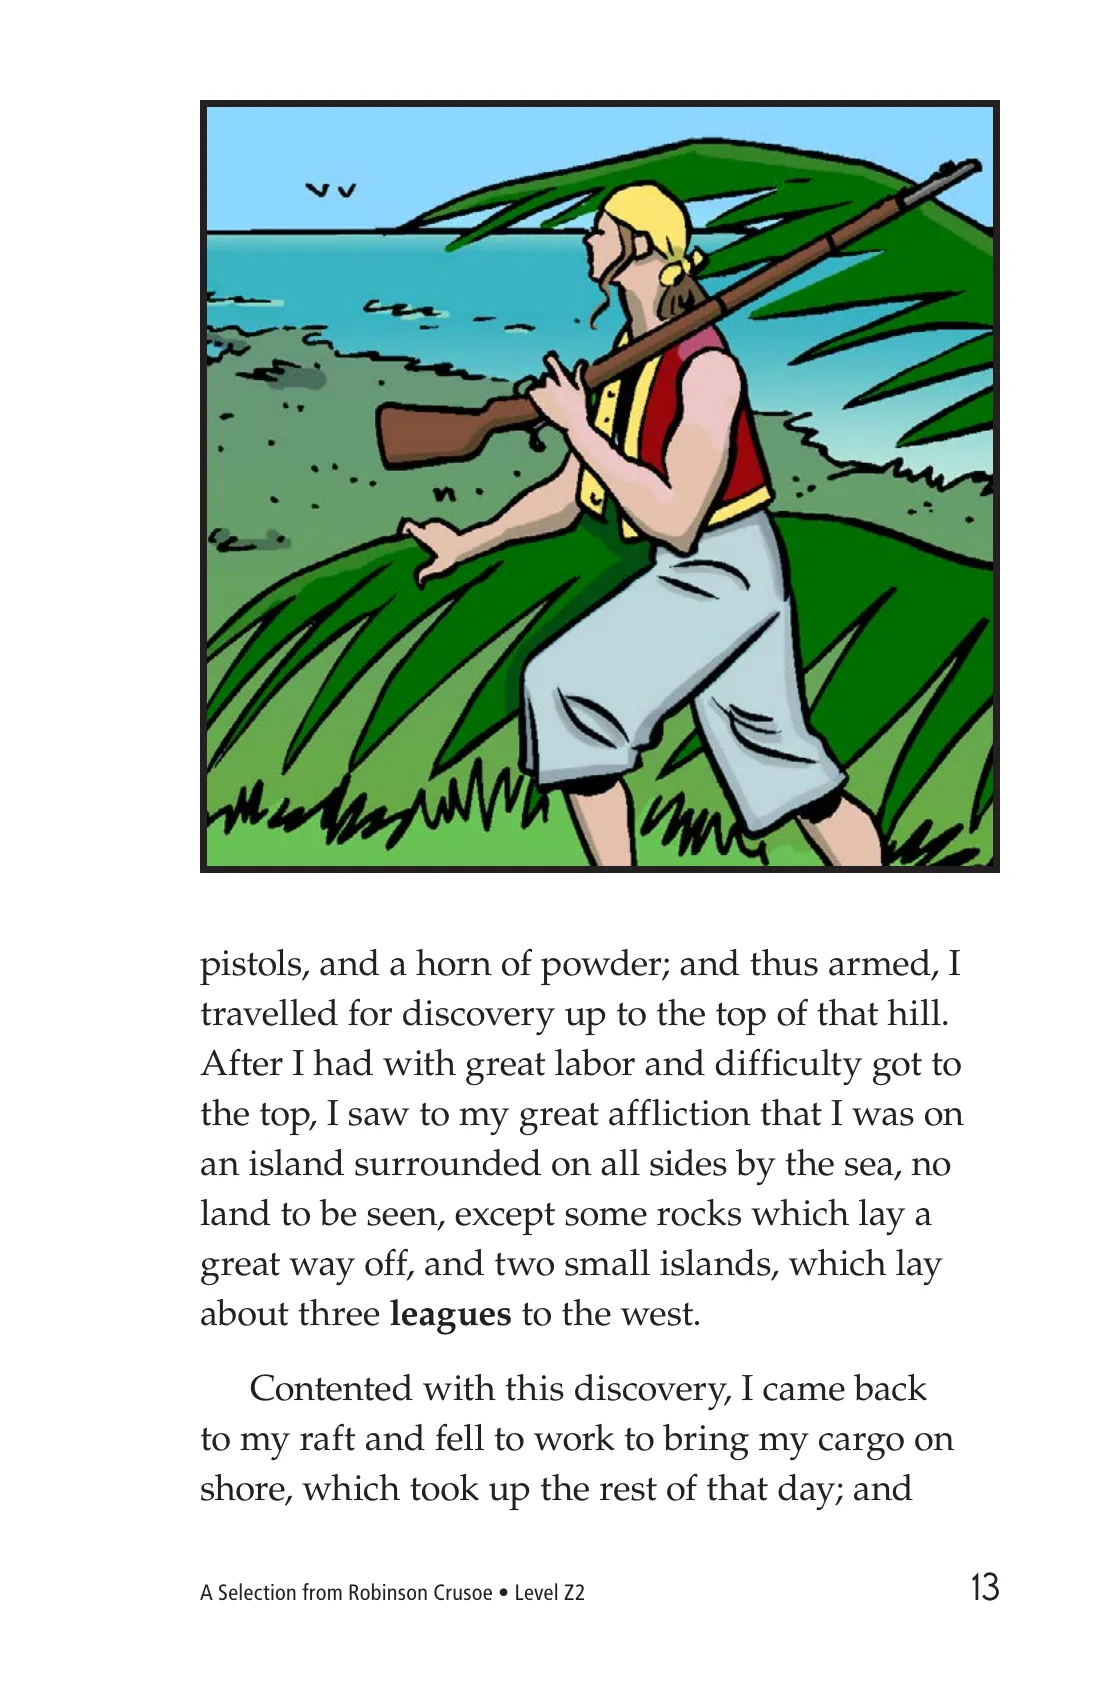 pistols, and a horn of powder; and thus armed, I
travelled for discovery up to the top of that hill.
After I had with great labor and difficulty got to
the top, I saw to my great affliction that I was on
an island surrounded on all sides by the sea, no
land to be seen, except some rocks which lay a
great way off, and two small islands, which lay
about three leagues to the west.
Contented with this discovery, I came back
to my raft and fell to work to bring my cargo on
shore, which took up the rest of that day; and
A Selection from Robinson Crusoe • Level Z2
13